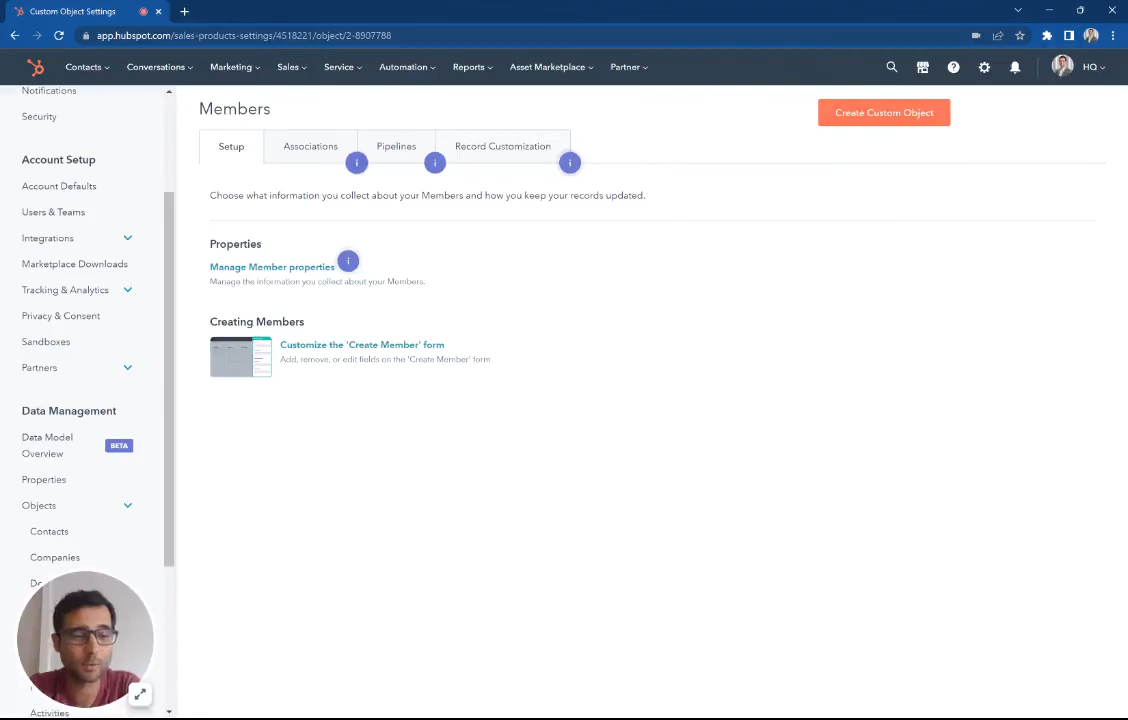 Custom Object Settings
app.hubspot.com/sales-products-settings/4518221/object/2-8907788
Contacts
Conversations
Marketing
Sales
Service
Automation
Reports
Asset Marketplace
Partner
HQ
Notifications
Security
Account Setup
Account Defaults
Users & Teams
Integrations
Marketplace Downloads
Tracking & Analytics
Privacy & Consent
Sandboxes
Partners
Data Management
Data Model
Overview
BETA
Properties
Objects
Contacts
Companies
Activities
Members
Create Custom Object
Setup
Associations
i
Pipelines
i
Record Customization
i
Choose what information you collect about your Members and how you keep your records updated.
Properties
Manage Member properties
i
Manage the information you collect about your Members.
Creating Members
Customize the 'Create Member' form
Add, remove, or edit fields on the 'Create Member' form